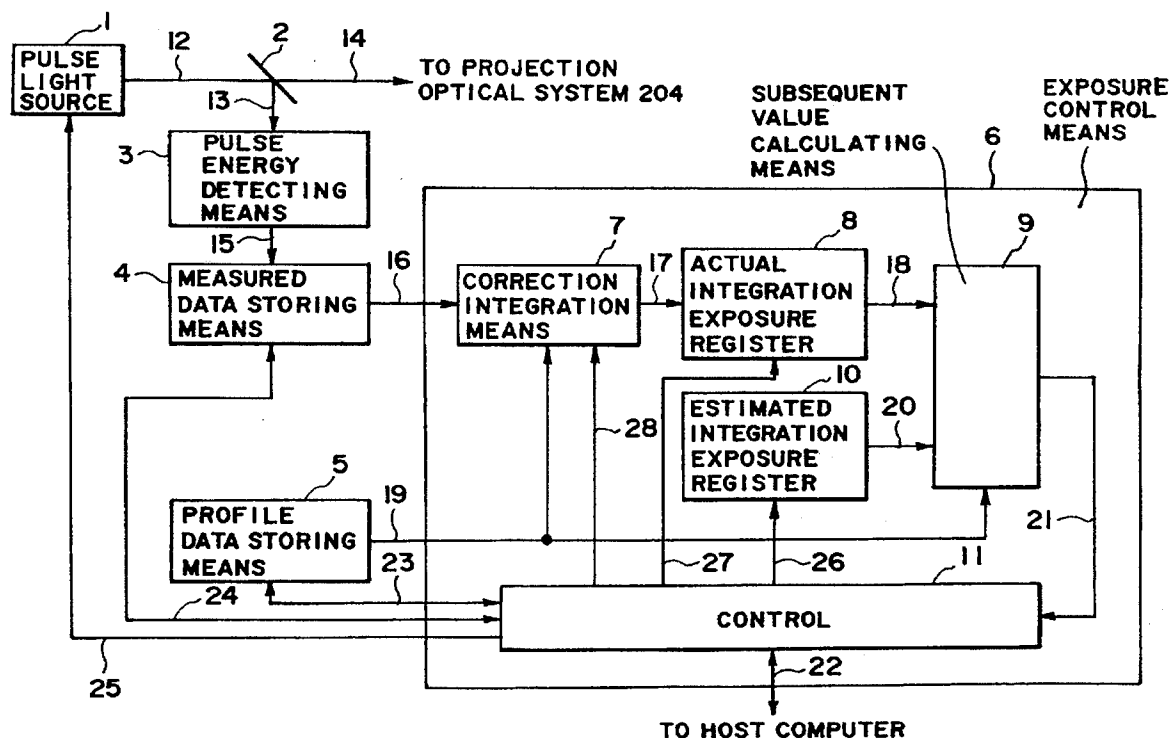 1
PULSE
LIGHT
SOURCE
12
2
14
TO PROJECTION
OPTICAL SYSTEM 204
13
3
PULSE
ENERGY
DETECTING
MEANS
15
4
MEASURED
DATA STORING
MEANS
16
SUBSEQUENT
VALUE
CALCULATING
MEANS
6
EXPOSURE
CONTROL
MEANS
7
CORRECTION
INTEGRATION
MEANS
17
8
ACTUAL
INTEGRATION
EXPOSURE
REGISTER
18
9
10
ESTIMATED
INTEGRATION
EXPOSURE
REGISTER
20
28
21
5
PROFILE
DATA STORING
MEANS
19
23
24
25
27
26
11
CONTROL
22
TO HOST COMPUTER